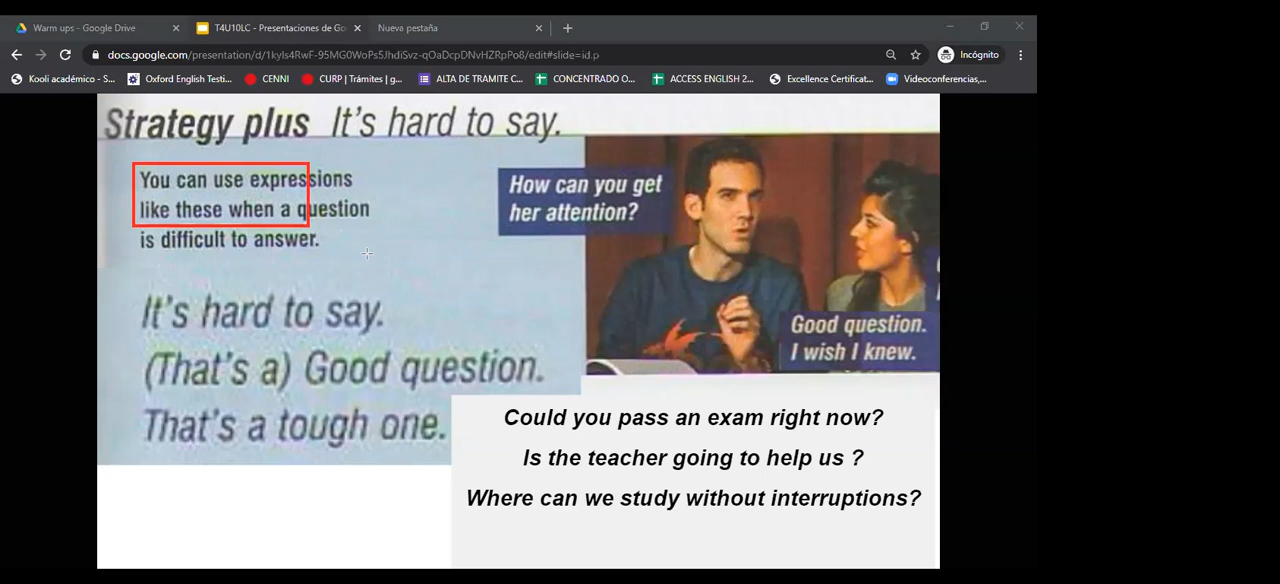 Warm ups - Google Drive
T4U10LC - Presentaciones de Go
Nueva pestaña
docs.google.com/presentation/d/1kyls4RwF-95MG0WoPs5JhdiSvz-qOaDcpDNvHZRpPo8/edit#slide=id.p
Incógnito
Kooli académico - S...
Oxford English Testi...
CENNI
CURP | Trámites | g...
ALTA DE TRAMITE C...
CONCENTRADO O...
ACCESS ENGLISH 2...
Excellence Certificat...
Videoconferencias,...
Strategy plus It's hard to say.
You can use expressions
like these when a question
is difficult to answer.
It's hard to say.
(That's a) Good question.
That's a tough one.
How can you get
her attention?
Good question.
I wish I knew.
Could you pass an exam right now?
Is the teacher going to help us ?
Where can we study without interruptions?